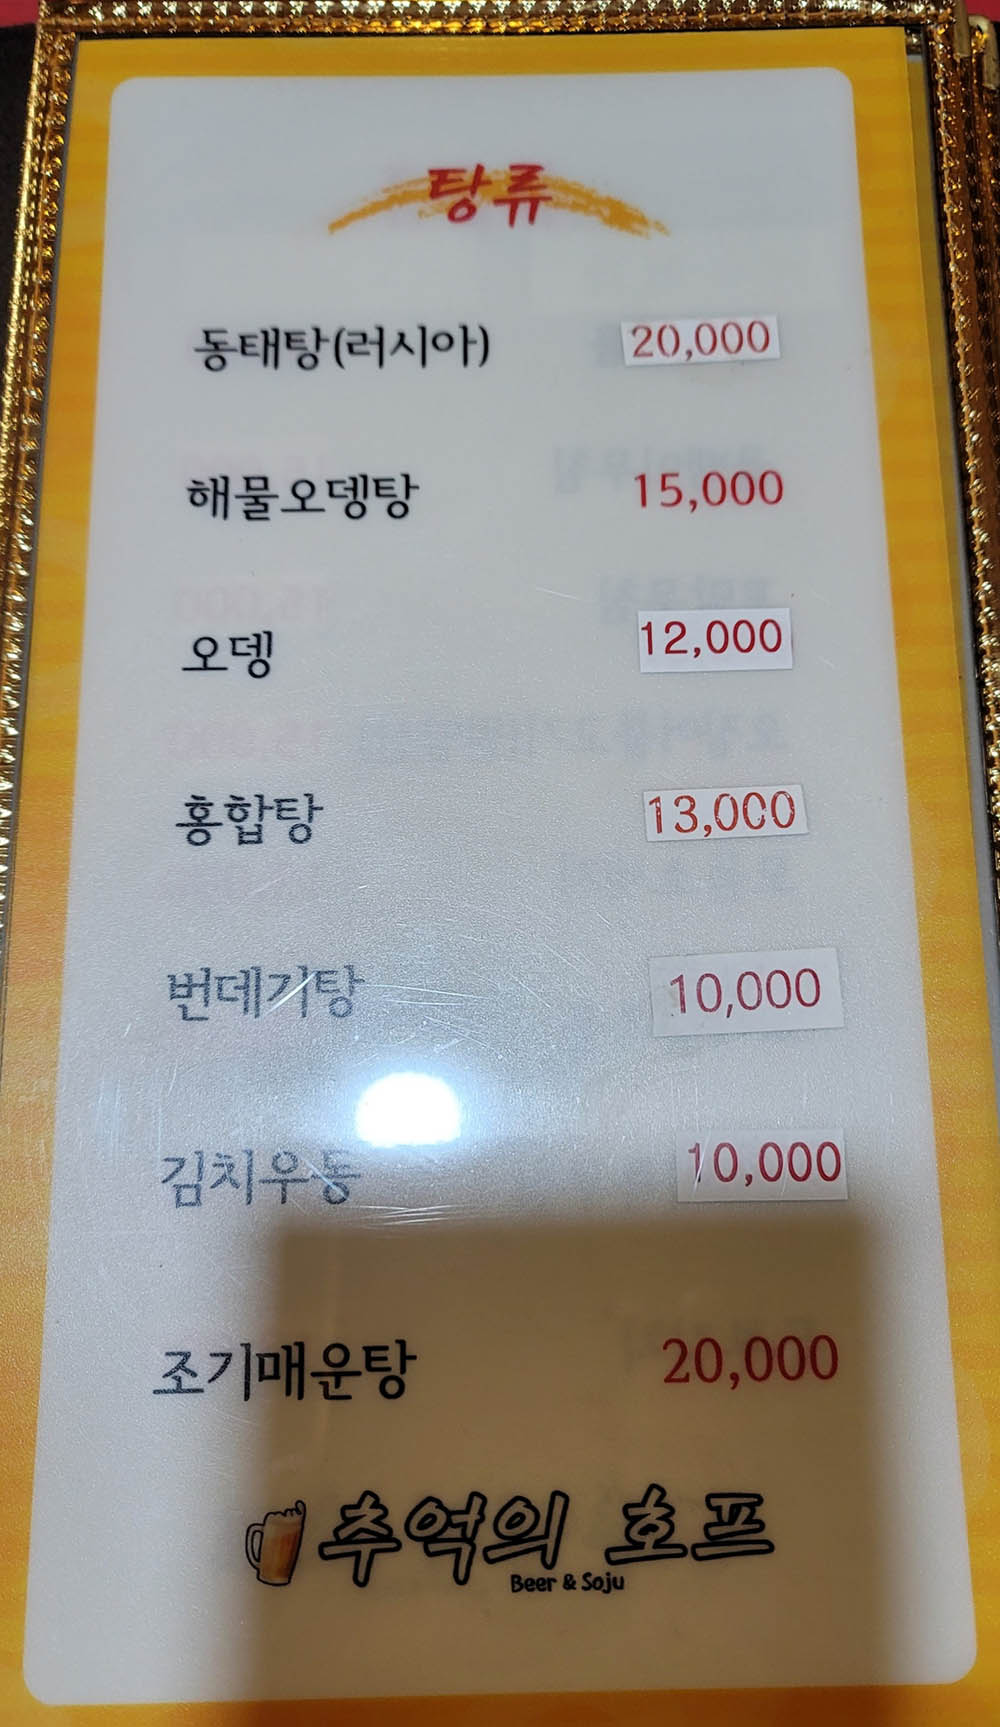 탕류
동태탕(러시아) 20,000
해물오뎅탕 15,000
오뎅 12,000
홍합탕 13,000
번데기탕 10,000
김치우동 10,000
조기매운탕 20,000
추억의 호프
Beer & Soju